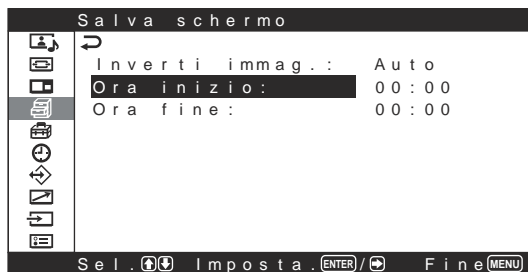 Salva schermo
Inverti immag.: Auto
Ora inizio: 00:00
Ora fine: 00:00
Sel. Imposta. ENTER / Fine MENU